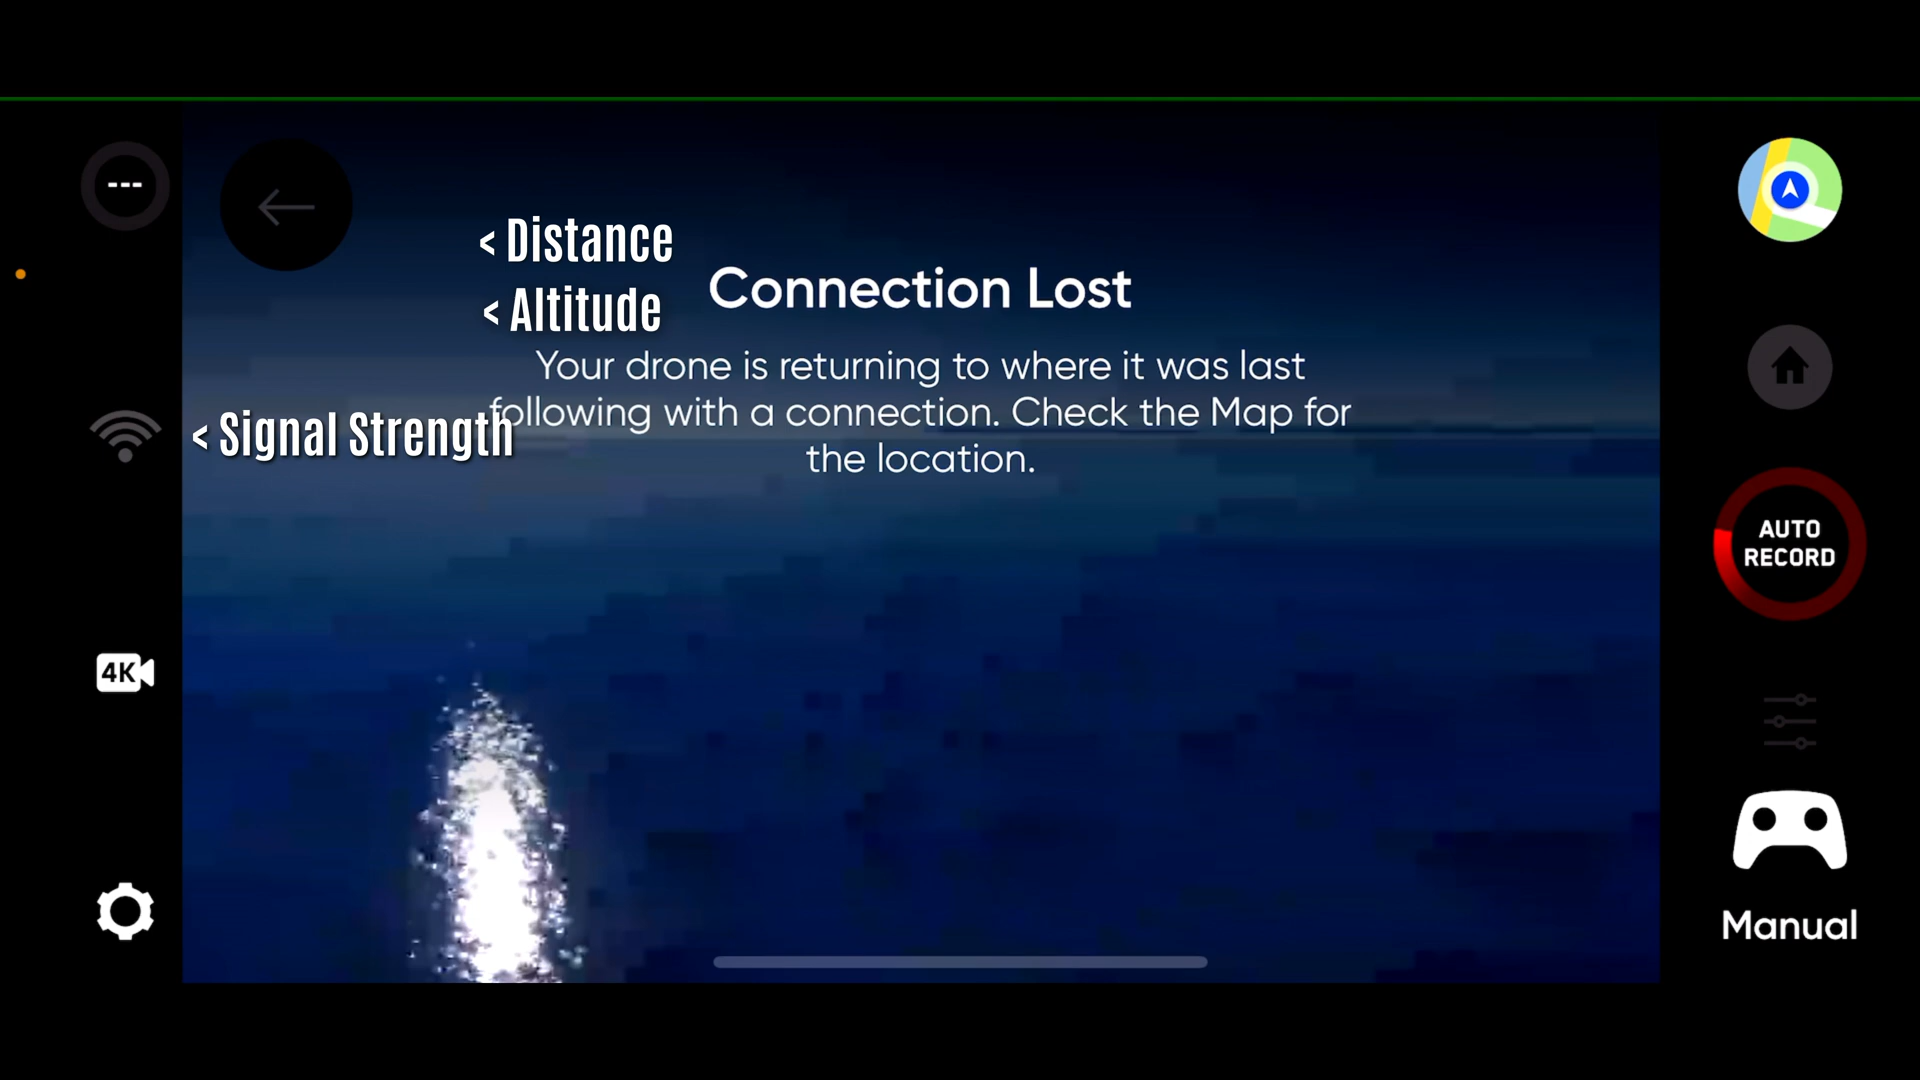 ---
< Distance
< Altitude
Connection Lost
Your drone is returning to where it was last
following with a connection. Check the Map for
the location.
< Signal Strength
AUTO
RECORD
4K
Manual